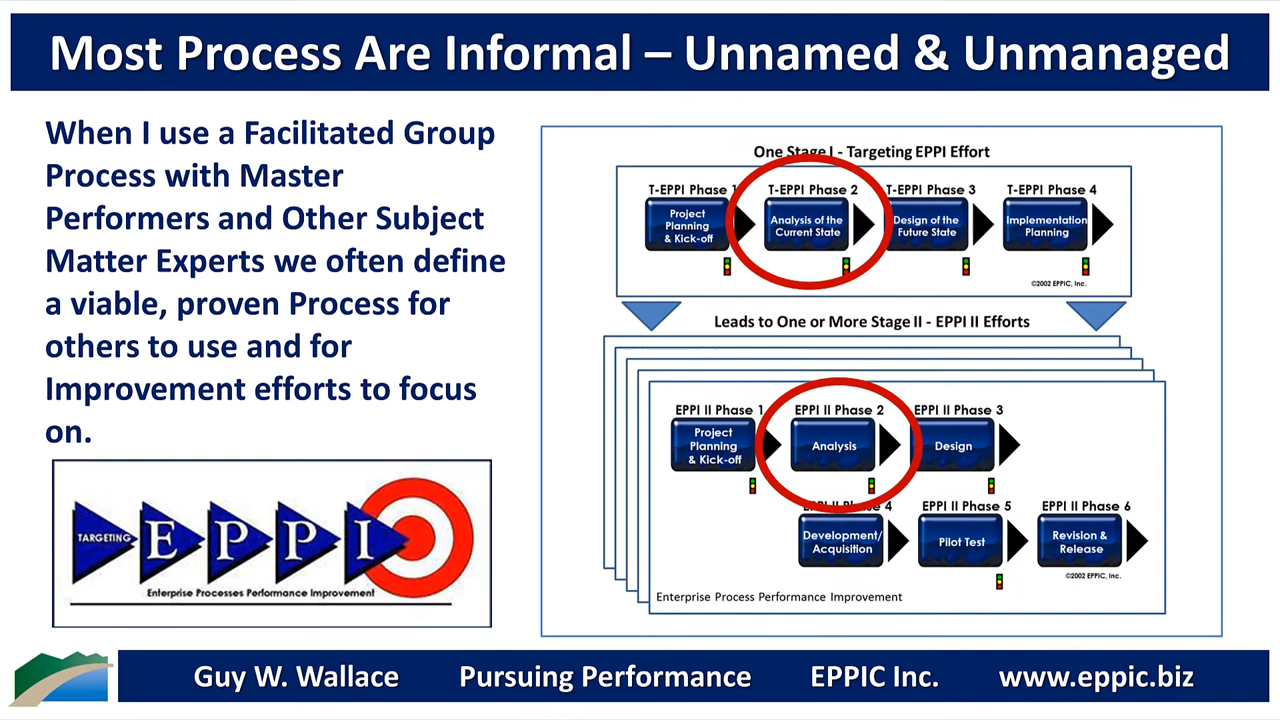 Most Process Are Informal – Unnamed & Unmanaged
When I use a Facilitated Group
Process with Master
Performers and Other Subject
Matter Experts we often define
a viable, proven Process for
others to use and for
Improvement efforts to focus
on.
TARGETING
E P P I
Enterprise Processes Performance Improvement
One Stage I - Targeting EPPI Effort
T-EPPI Phase 1
Project
Planning
& Kick-off
T-EPPI Phase 2
Analysis of the
Current State
T-EPPI Phase 3
Design of the
Future State
T-EPPI Phase 4
Implementation
Planning
©2002 EPPIC, Inc.
Leads to One or More Stage II - EPPI II Efforts
EPPI II Phase 1
Project
Planning
& Kick-off
EPPI II Phase 2
Analysis
EPPI II Phase 3
Design
EPPI II Phase 4
Development/
Acquisition
EPPI II Phase 5
Pilot Test
EPPI II Phase 6
Revision &
Release
©2002 EPPIC, Inc.
Enterprise Process Performance Improvement
Guy W. Wallace Pursuing Performance EPPIC Inc. www.eppic.biz